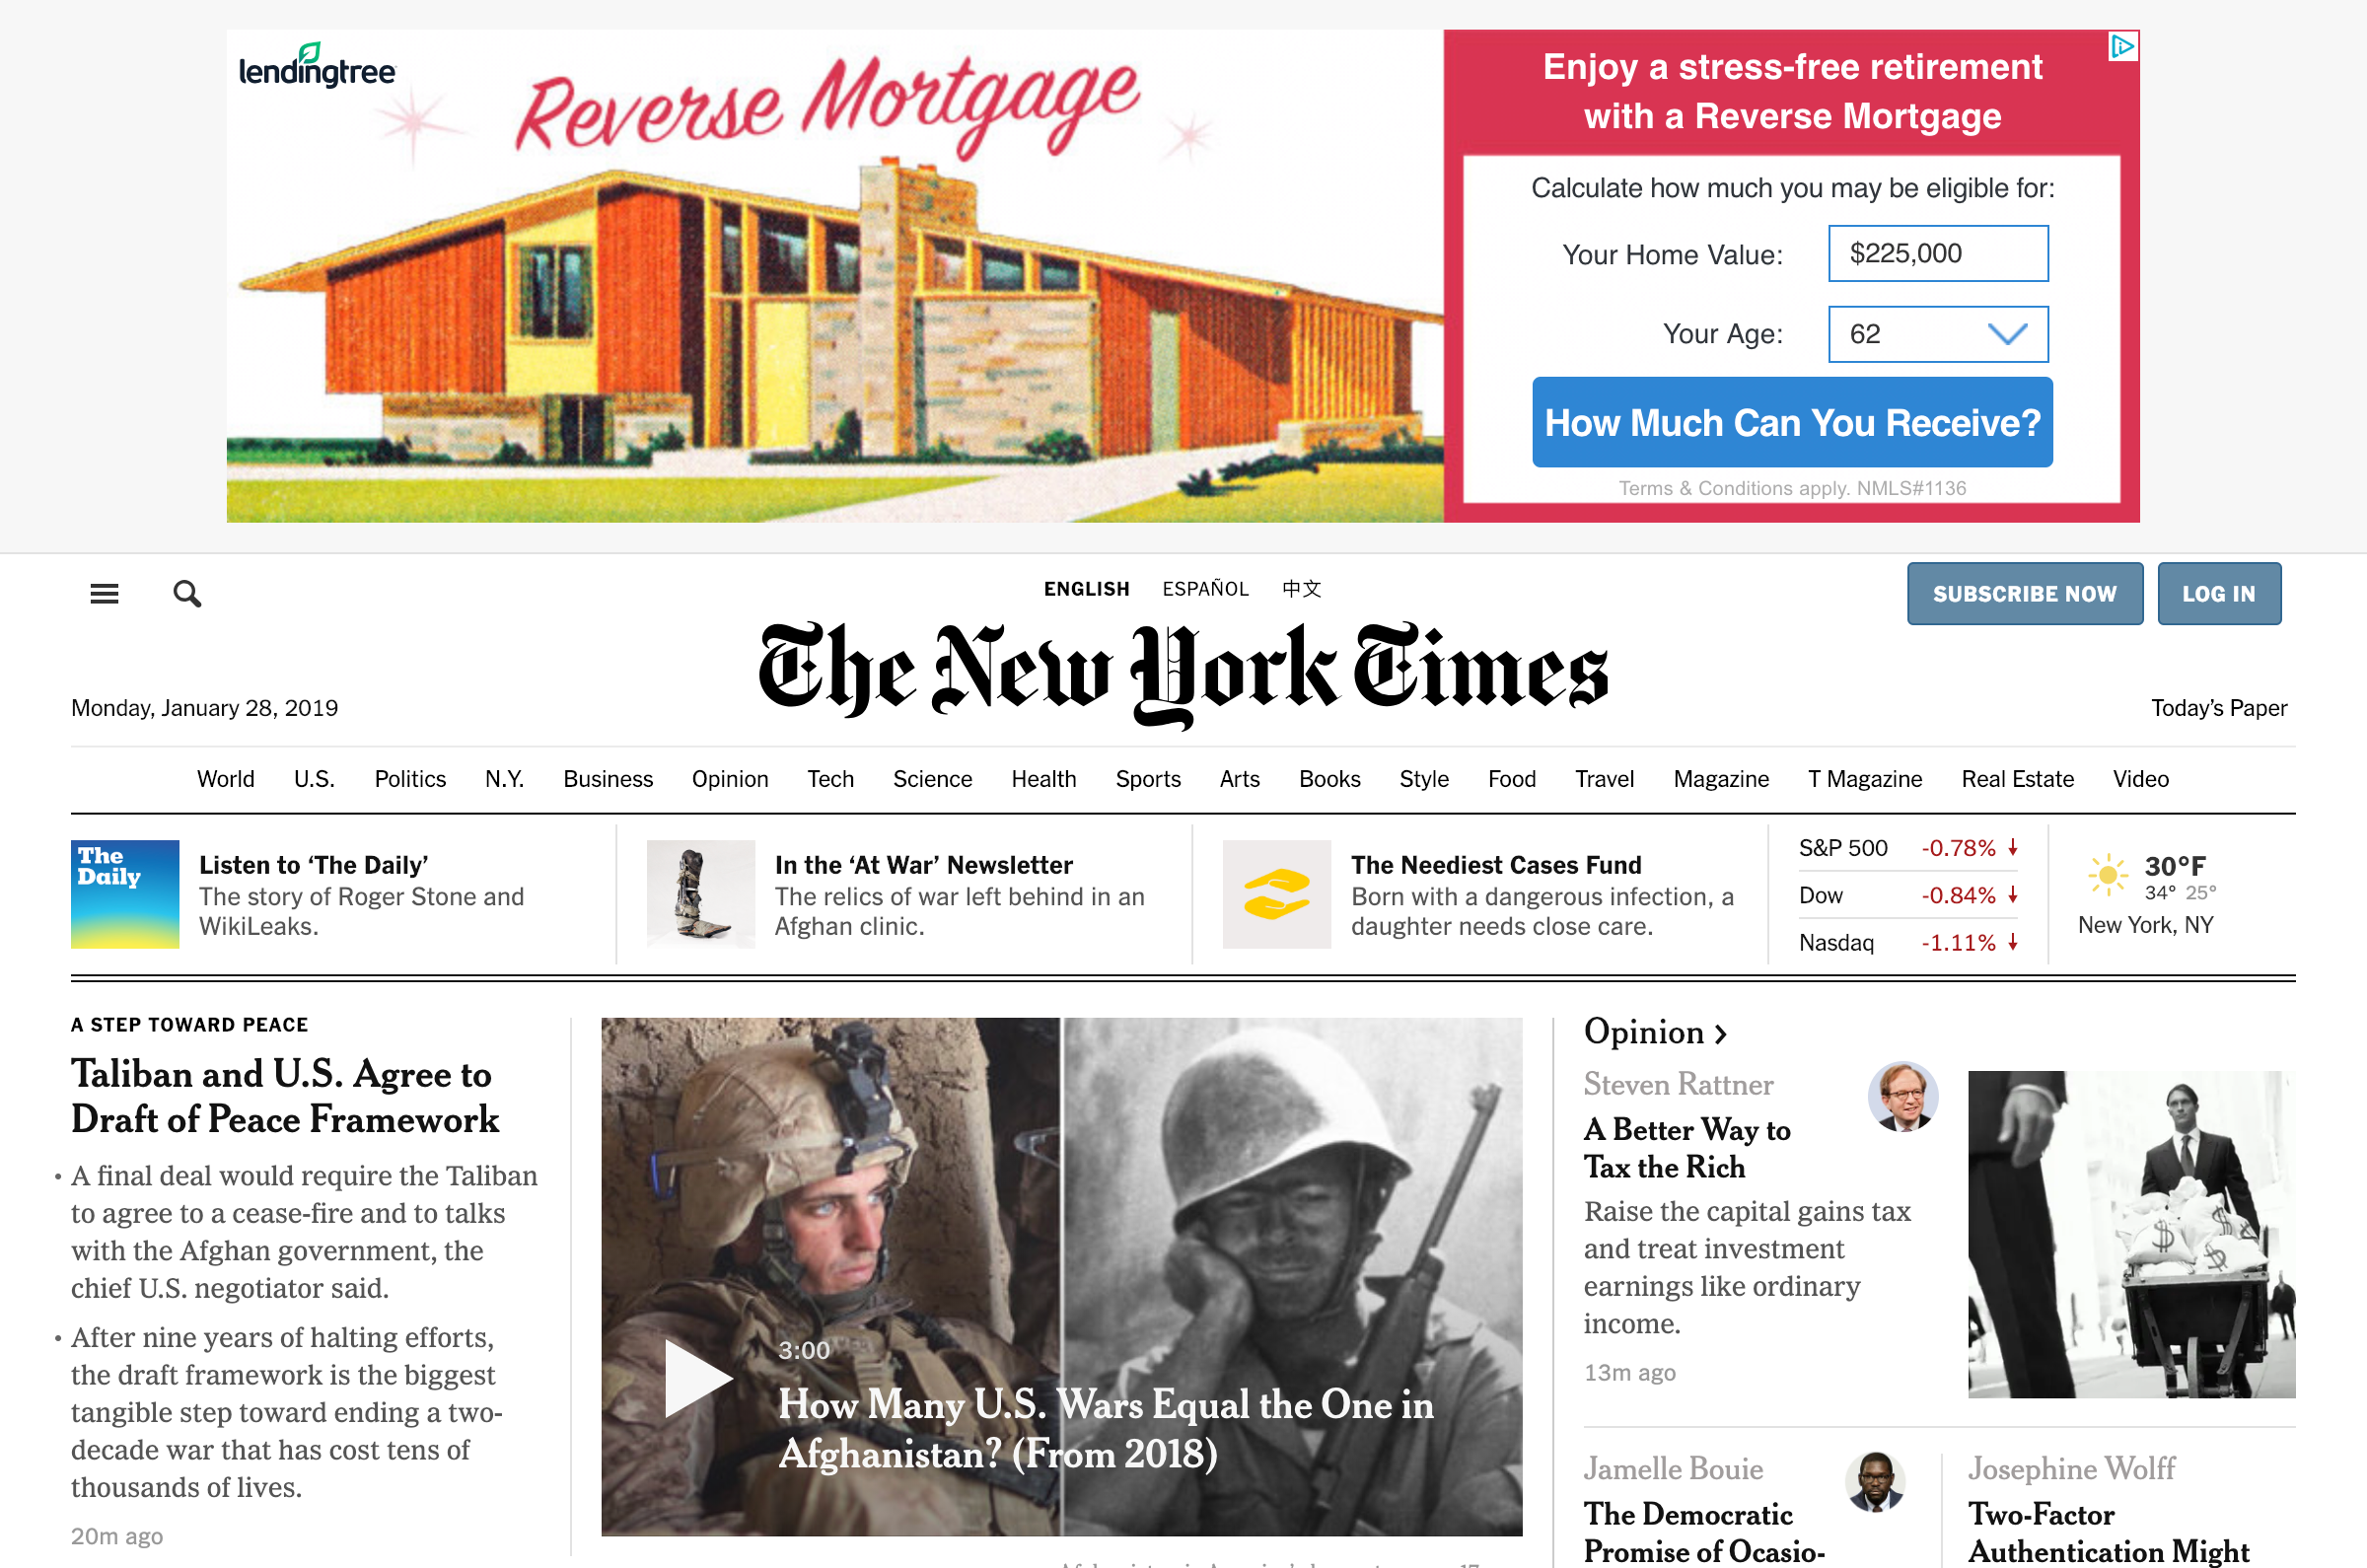 lendingtree
Reverse Mortgage
Enjoy a stress-free retirement
with a Reverse Mortgage
Calculate how much you may be eligible for:
Your Home Value: $225,000
Your Age: 62
How Much Can You Receive?
Terms & Conditions apply. NMLS#1136
ENGLISH ESPAÑOL 中文
SUBSCRIBE NOW LOG IN
The New York Times
Monday, January 28, 2019
Today's Paper
World U.S. Politics N.Y. Business Opinion Tech Science Health Sports Arts Books Style Food Travel Magazine T Magazine Real Estate Video
The
Daily
Listen to ‘The Daily’
The story of Roger Stone and
WikiLeaks.
In the ‘At War’ Newsletter
The relics of war left behind in an
Afghan clinic.
The Neediest Cases Fund
Born with a dangerous infection, a
daughter needs close care.
S&P 500 -0.78% ↓
Dow -0.84% ↓
Nasdaq -1.11% ↓
30°F
34° 25°
New York, NY
A STEP TOWARD PEACE
Taliban and U.S. Agree to
Draft of Peace Framework
• A final deal would require the Taliban
to agree to a cease-fire and to talks
with the Afghan government, the
chief U.S. negotiator said.
• After nine years of halting efforts,
the draft framework is the biggest
tangible step toward ending a two-
decade war that has cost tens of
thousands of lives.
20m ago
3:00
How Many U.S. Wars Equal the One in
Afghanistan? (From 2018)
Opinion >
Steven Rattner
A Better Way to
Tax the Rich
Raise the capital gains tax
and treat investment
earnings like ordinary
income.
13m ago
$ $ $
Jamelle Bouie
The Democratic
Promise of Ocasio-
Josephine Wolff
Two-Factor
Authentication Might